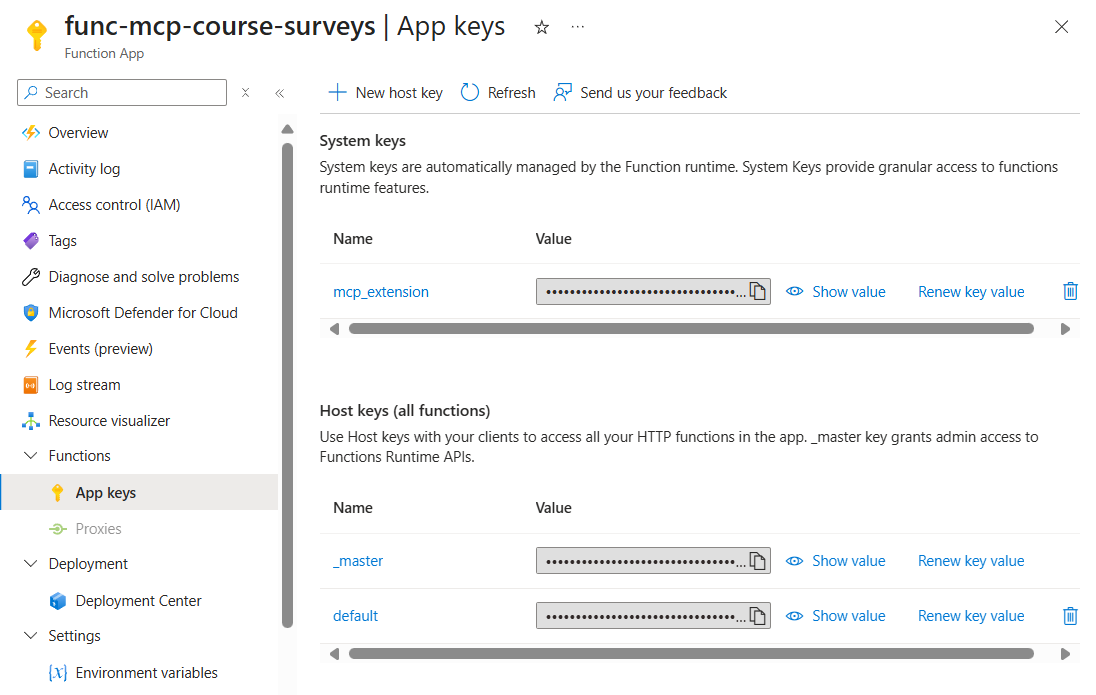 func-mcp-course-surveys | App keys
Function App
Search
Overview
Activity log
Access control (IAM)
Tags
Diagnose and solve problems
Microsoft Defender for Cloud
Events (preview)
Log stream
Resource visualizer
Functions
App keys
Proxies
Deployment
Deployment Center
Settings
Environment variables
New host key Refresh Send us your feedback
System keys
System keys are automatically managed by the Function runtime. System Keys provide granular access to functions
runtime features.
Name Value
mcp_extension ••••••••••••••••••••••••••••••••... Show value Renew key value
Host keys (all functions)
Use Host keys with your clients to access all your HTTP functions in the app. _master key grants admin access to
Functions Runtime APIs.
Name Value
_master ••••••••••••••••••••••••••••••••... Show value Renew key value
default ••••••••••••••••••••••••••••••••... Show value Renew key value